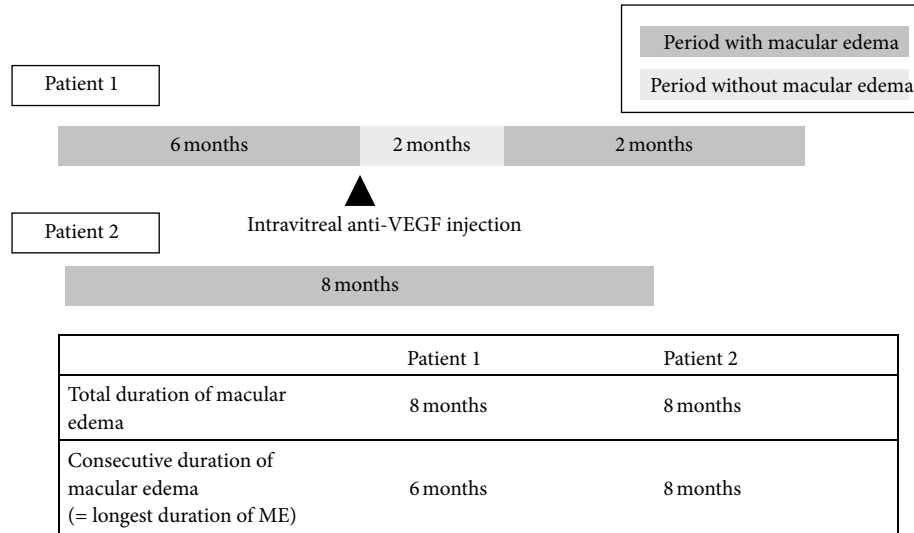 Period with macular edema
Period without macular edema
Patient 1
6 months
2 months
2 months
Intravitreal anti-VEGF injection
Patient 2
8 months
Patient 1
Patient 2
Total duration of macular
edema
8 months
8 months
Consecutive duration of
macular edema
(= longest duration of ME)
6 months
8 months